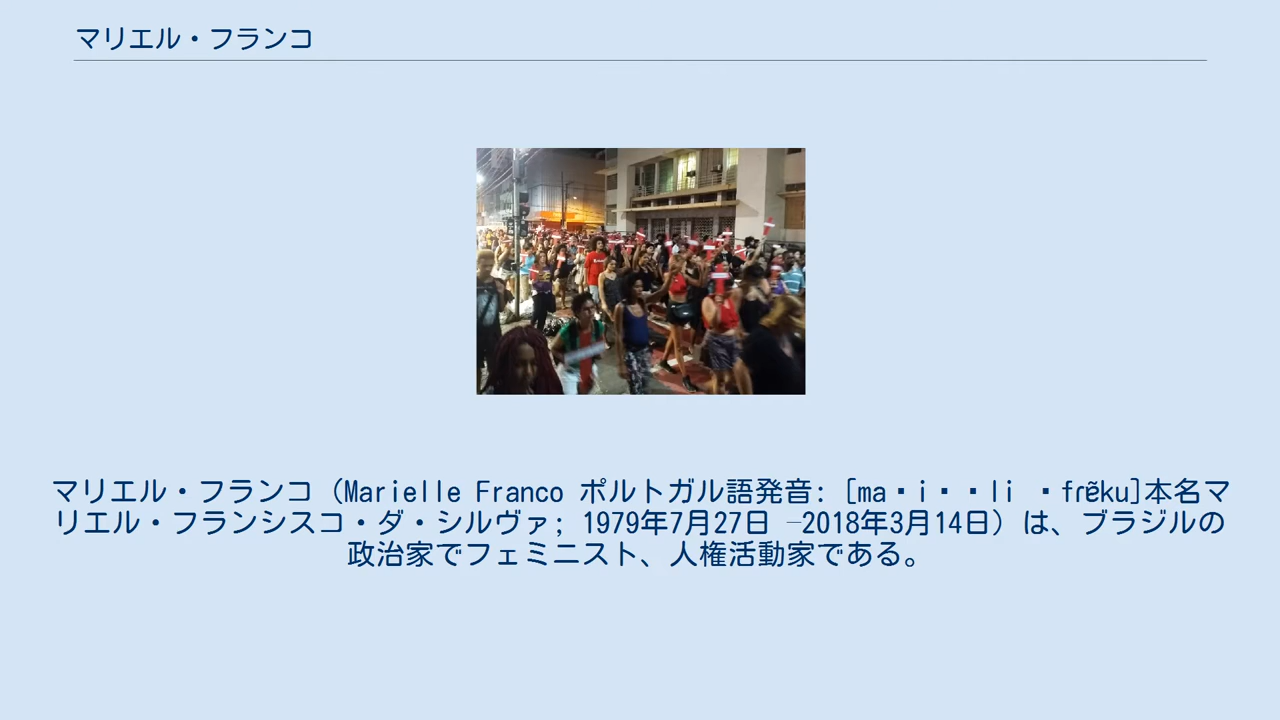 マリエル・フランコ
マリエル・フランコ（Marielle Franco ポルトガル語発音: [ma·i··li ·frɐ̃ku]本名マ
リエル・フランシスコ・ダ・シルヴァ; 1979年7月27日 –2018年3月14日）は、ブラジルの
政治家でフェミニスト、人権活動家である。